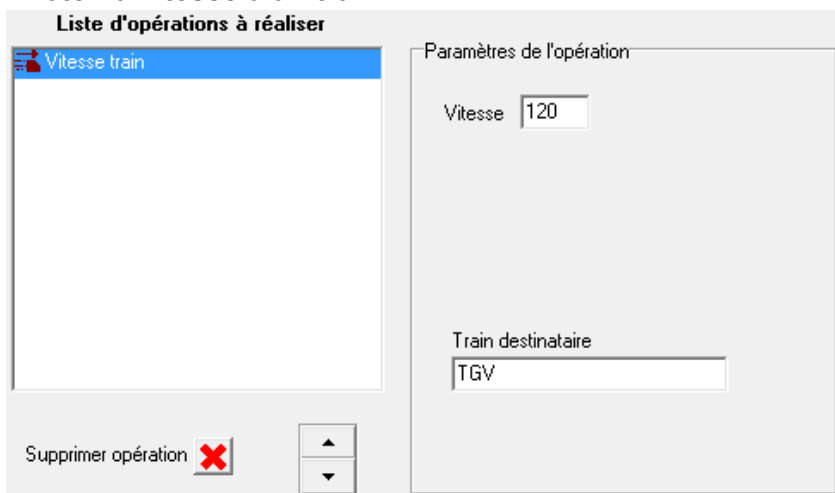 Liste d'opérations à réaliser
Vitesse train
Paramètres de l'opération
Vitesse 120
Train destinataire
TGV
Supprimer opération